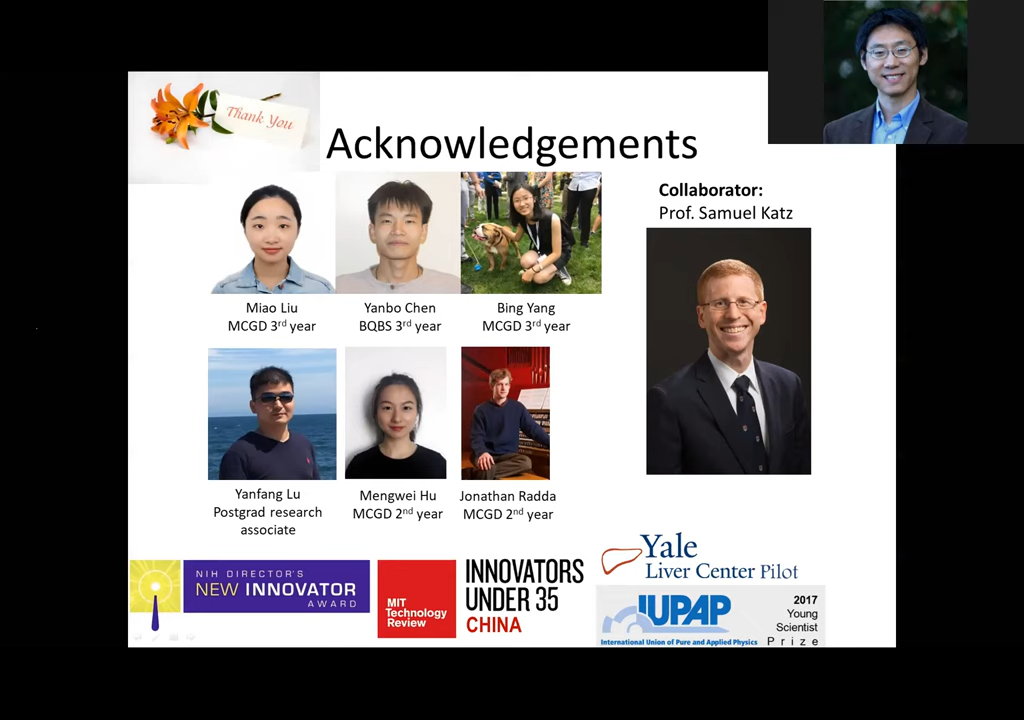 Thank You
Acknowledgements
Collaborator:
Prof. Samuel Katz
Miao Liu
MCGD 3rd year
Yanbo Chen
BQBS 3rd year
Bing Yang
MCGD 3rd year
Yanfang Lu
Postgrad research
associate
Mengwei Hu
MCGD 2nd year
Jonathan Radda
MCGD 2nd year
NIH DIRECTOR'S
NEW INNOVATOR
AWARD
MIT
Technology
Review
INNOVATORS
UNDER 35
CHINA
Yale
Liver Center Pilot
IUPAP
International Union of Pure and Applied Physics
2017
Young
Scientist
Prize